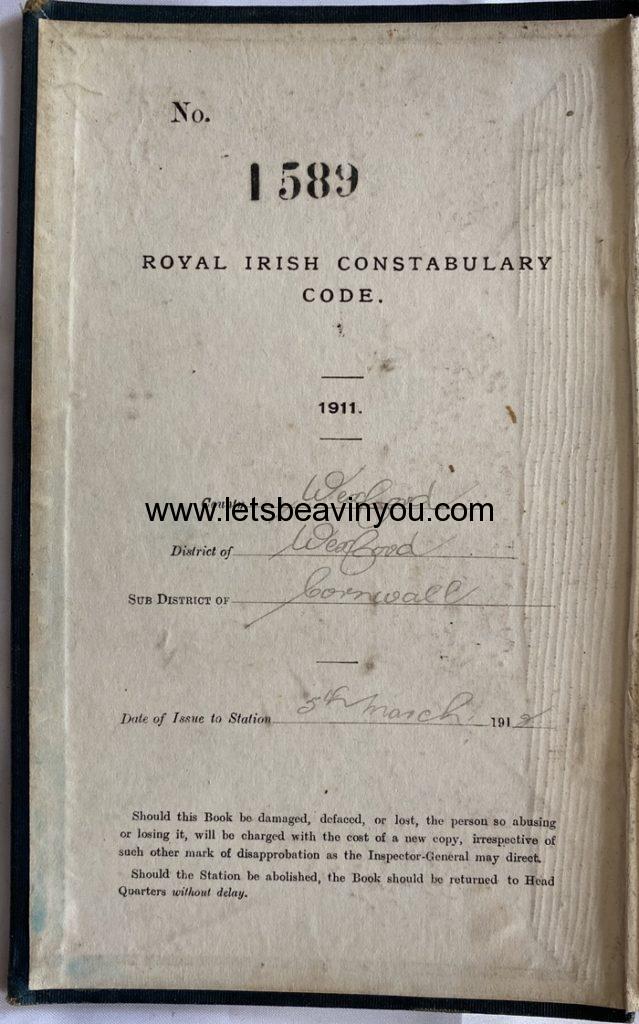 No.
1589
ROYAL IRISH CONSTABULARY
CODE.
1911.
County Wexford
www.letsbeavinyou.com
District of Wexford
SUB DISTRICT OF Cornwall
Date of Issue to Station 5th March 1912
Should this Book be damaged, defaced, or lost, the person so abusing
or losing it, will be charged with the cost of a new copy, irrespective of
such other mark of disapprobation as the Inspector-General may direct.
Should the Station be abolished, the Book should be returned to Head
Quarters without delay.